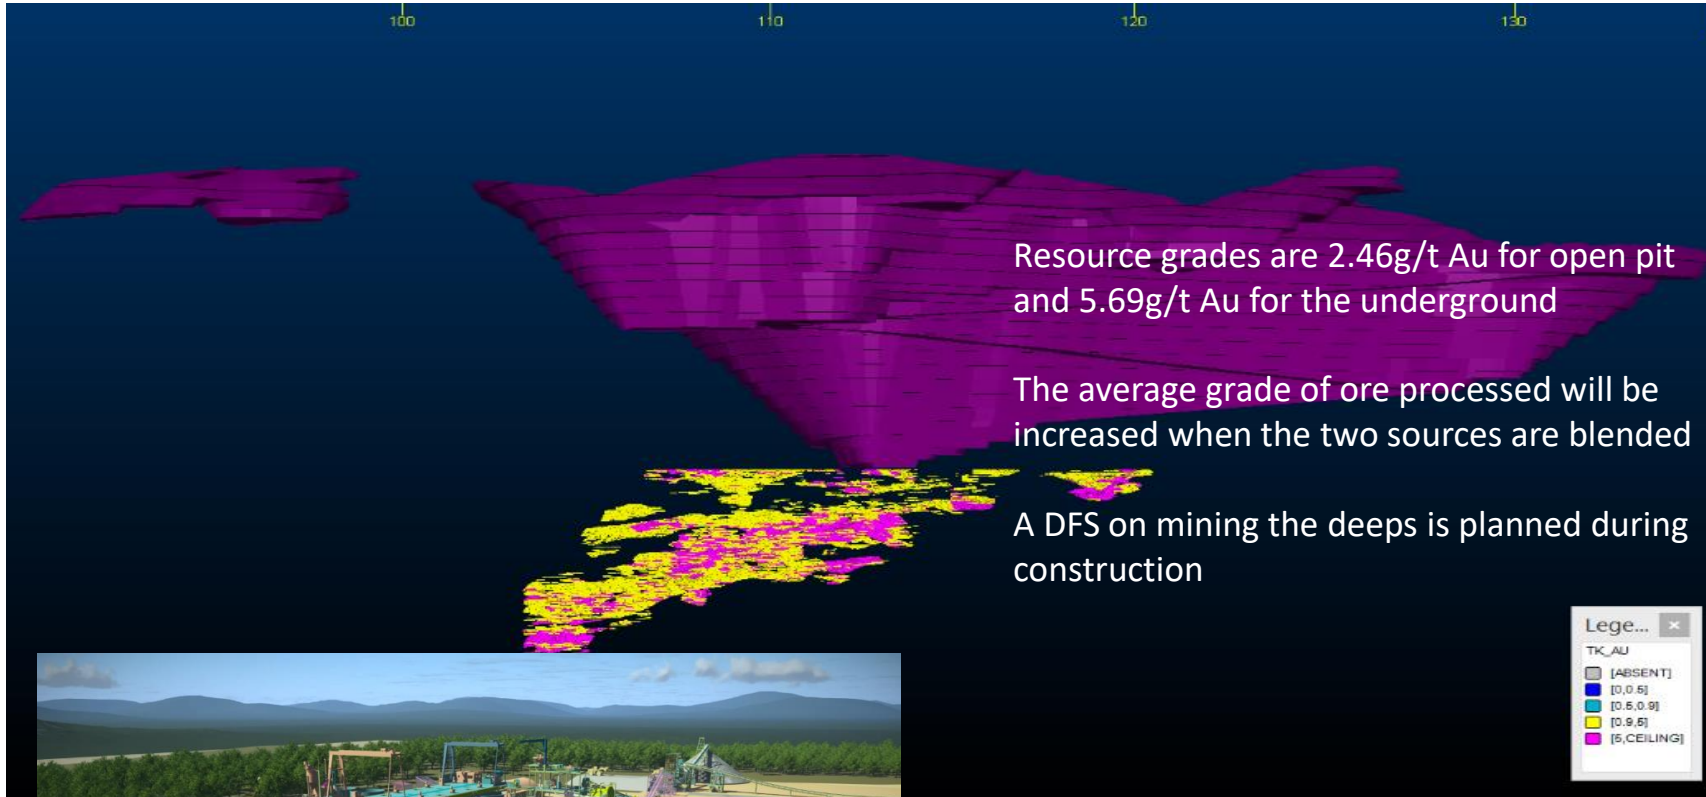 100 110 120 130
Resource grades are 2.46g/t Au for open pit
and 5.69g/t Au for the underground
The average grade of ore processed will be
increased when the two sources are blended
A DFS on mining the deeps is planned during
construction
Lege... ×
TK_AU
[ABSENT]
[0,0.5]
[0.5,0.9]
[0.9,5]
[5,CEILING]